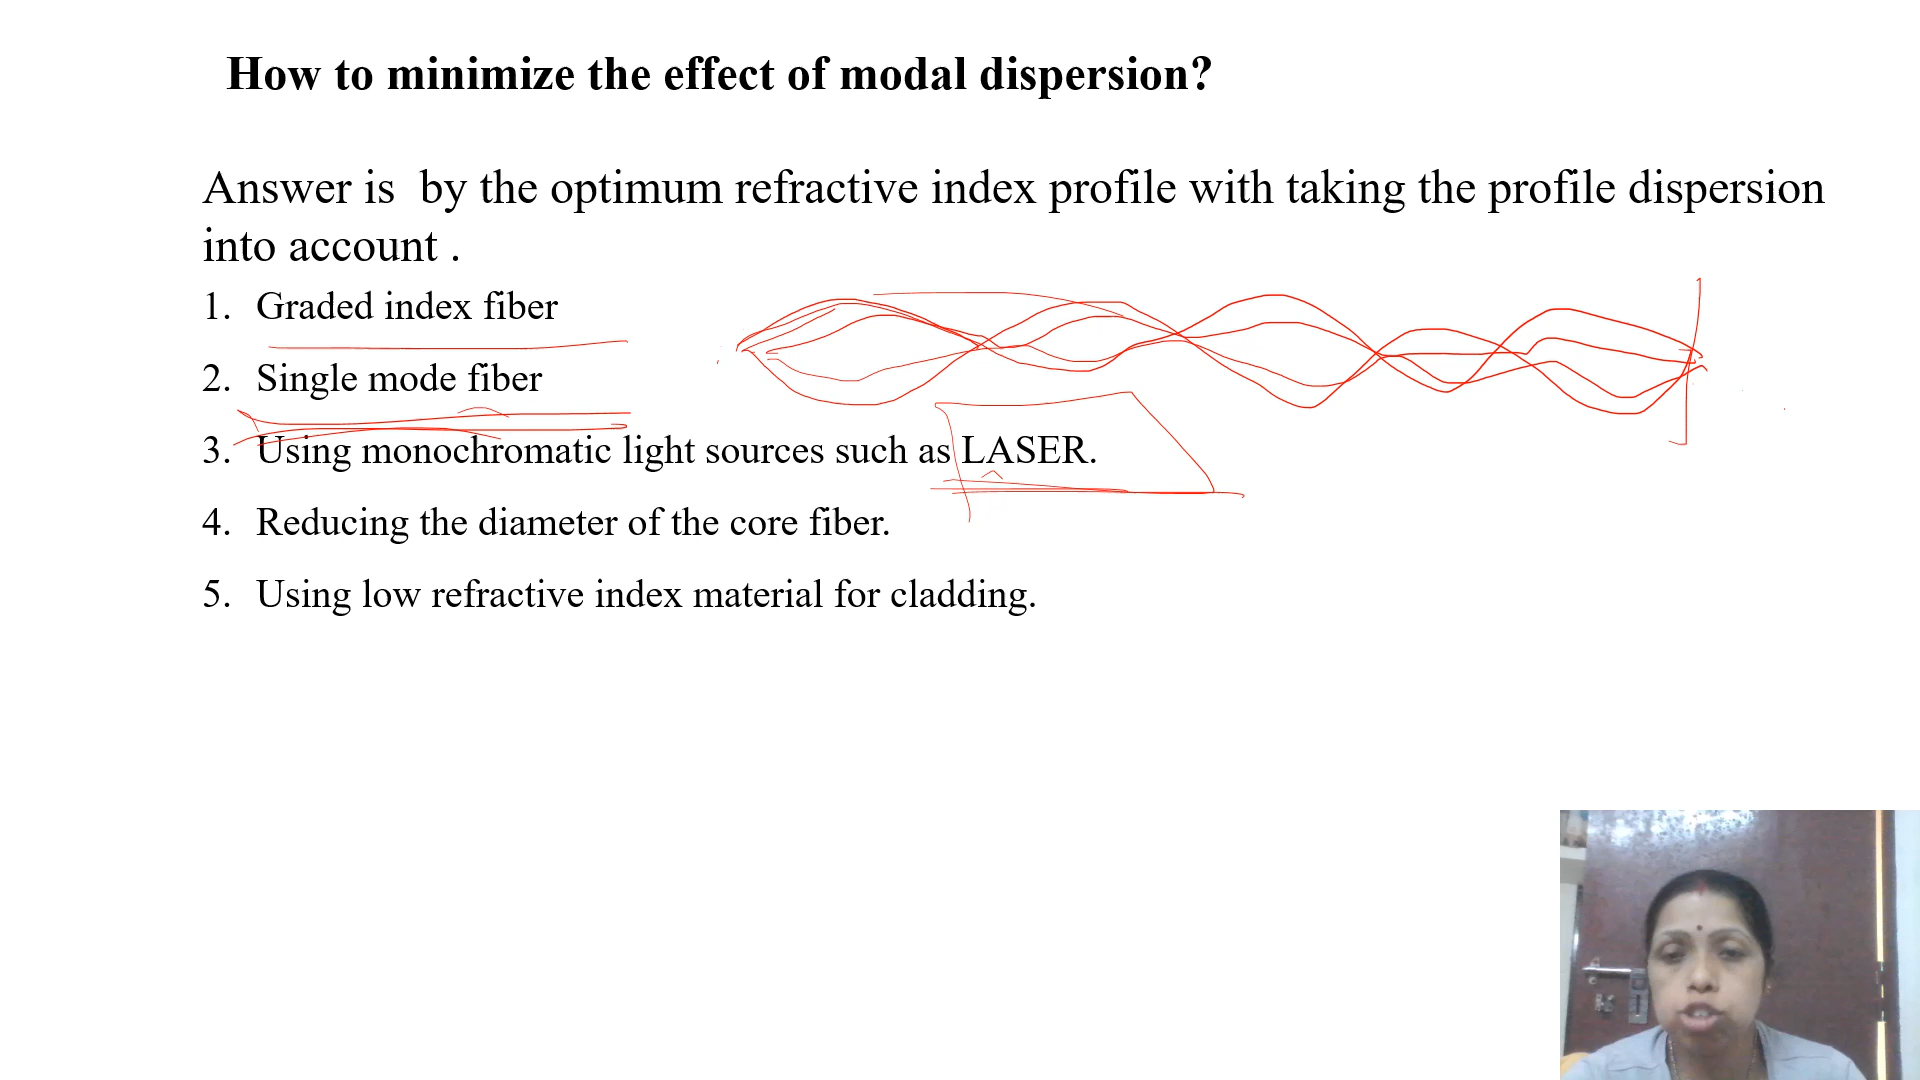 How to minimize the effect of modal dispersion?
Answer is by the optimum refractive index profile with taking the profile dispersion
into account .
1. Graded index fiber
2. Single mode fiber
3. Using monochromatic light sources such as LASER.
4. Reducing the diameter of the core fiber.
5. Using low refractive index material for cladding.